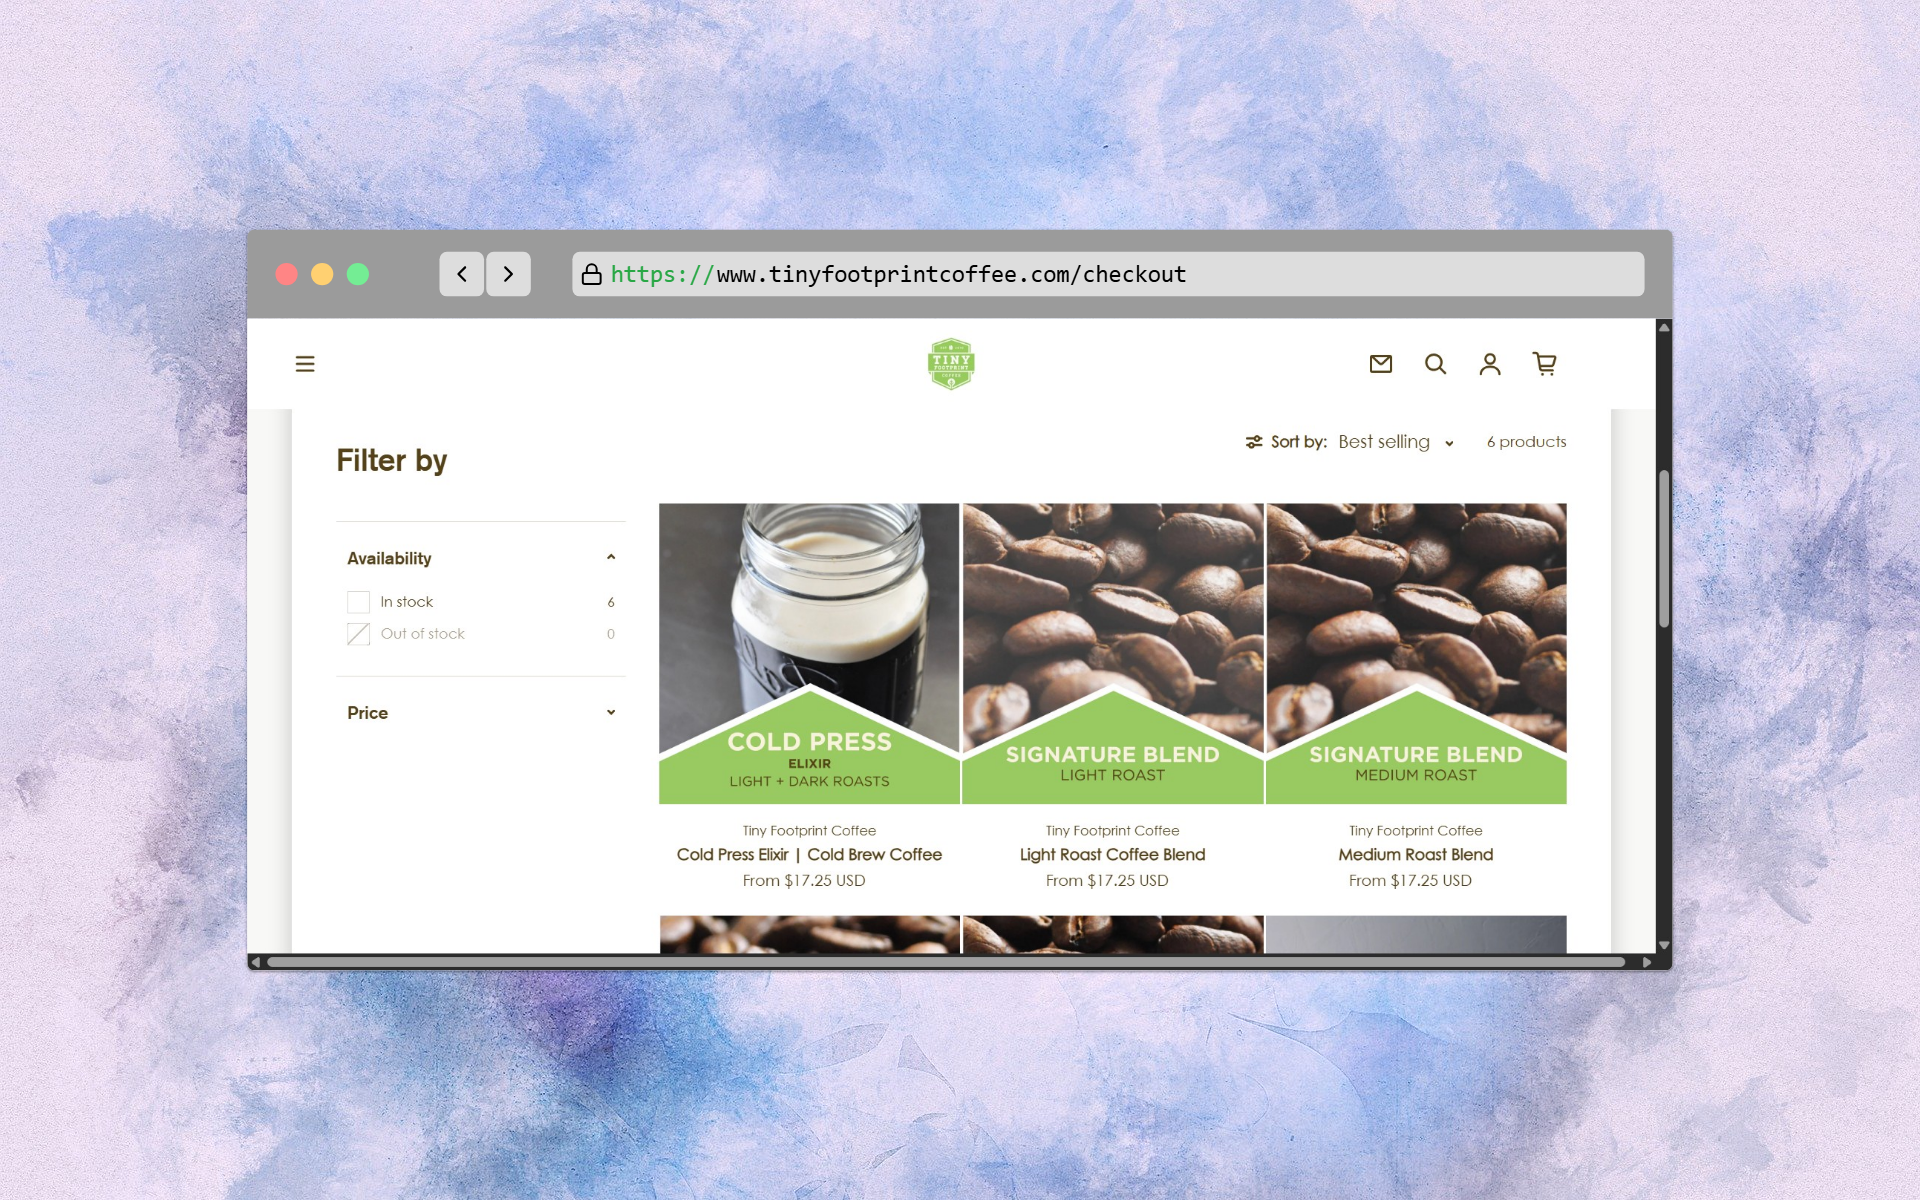 https://www.tinyfootprintcoffee.com/checkout
TINY
FOOTPRINT
COFFEE
Sort by: Best selling 6 products
Filter by
Availability
In stock 6
Out of stock 0
Price
COLD PRESS
ELIXIR
LIGHT + DARK ROASTS
SIGNATURE BLEND
LIGHT ROAST
SIGNATURE BLEND
MEDIUM ROAST
Tiny Footprint Coffee
Cold Press Elixir | Cold Brew Coffee
From $17.25 USD
Tiny Footprint Coffee
Light Roast Coffee Blend
From $17.25 USD
Tiny Footprint Coffee
Medium Roast Blend
From $17.25 USD